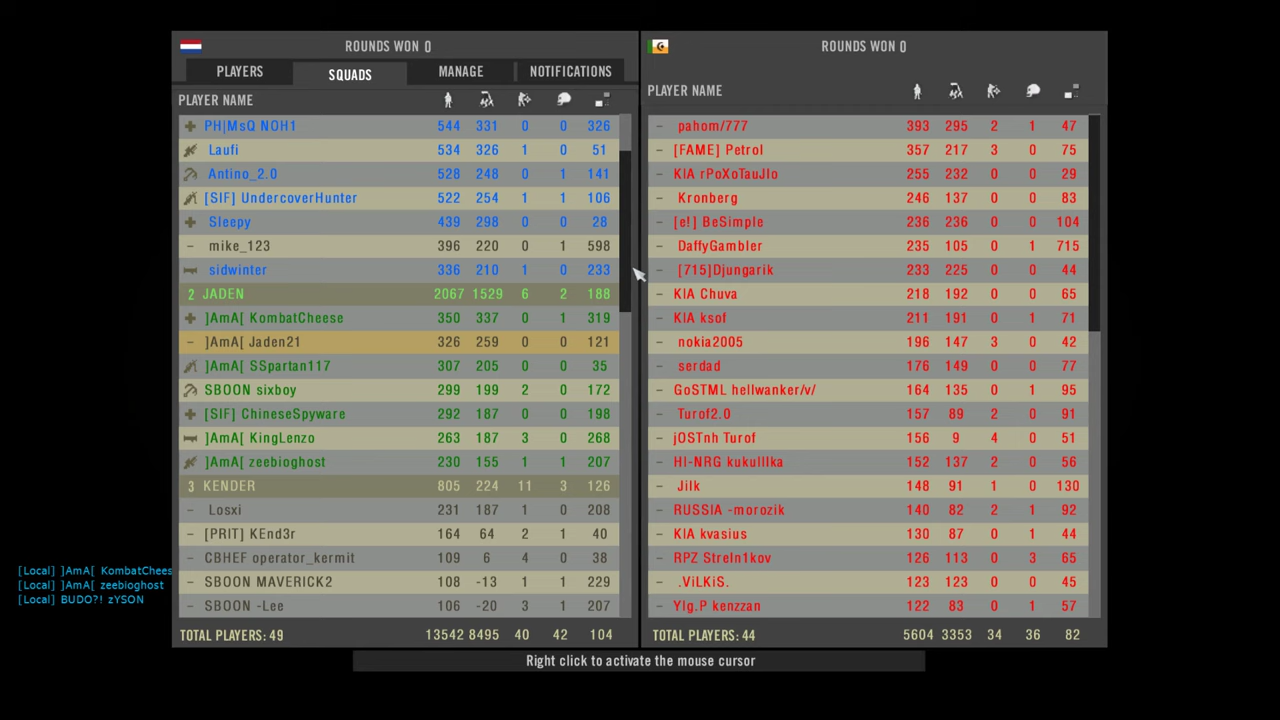 ROUNDS WON 0
PLAYERS SQUADS MANAGE NOTIFICATIONS
PLAYER NAME
PH|MsQ NOH1 544 331 0 0 326
Laufi 534 326 1 0 51
Antino_2.0 528 248 0 1 141
[SIF] UndercoverHunter 522 254 1 1 106
Sleepy 439 298 0 0 28
- mike_123 396 220 0 1 598
sidwinter 336 210 1 0 233
2 JADEN 2067 1529 6 2 188
]AmA[ KombatCheese 350 337 0 1 319
- ]AmA[ Jaden21 326 259 0 0 121
]AmA[ SSpartan117 307 205 0 0 35
SBOON sixboy 299 199 2 0 172
[SIF] ChineseSpyware 292 187 0 0 198
]AmA[ KingLenzo 263 187 3 0 268
]AmA[ zeebioghost 230 155 1 1 207
3 KENDER 805 224 11 3 126
- Losxi 231 187 1 0 208
- [PRIT] KEnd3r 164 64 2 1 40
- CBHEF operator_kermit 109 6 4 0 38
- SBOON MAVERICK2 108 -13 1 1 229
- SBOON -Lee 106 -20 3 1 207
TOTAL PLAYERS: 49 13542 8495 40 42 104
ROUNDS WON 0
PLAYER NAME
- pahom/777 393 295 2 1 47
- [FAME] Petrol 357 217 3 0 75
- KIA rPoXoTauJIo 255 232 0 0 29
- Kronberg 246 137 0 0 83
- [e!] BeSimple 236 236 0 0 104
- DaffyGambler 235 105 0 1 715
- [715]Djungarik 233 225 0 0 44
- KIA Chuva 218 192 0 0 65
- KIA ksof 211 191 0 1 71
- nokia2005 196 147 3 0 42
- serdad 176 149 0 0 77
- GoSTML hellwanker/v/ 164 135 0 1 95
- Turof2.0 157 89 2 0 91
- jOSTnh Turof 156 9 4 0 51
- HI-NRG kukulllka 152 137 2 0 56
- Jilk 148 91 1 0 130
- RUSSIA -morozik 140 82 2 1 92
- KIA kvasius 130 87 0 1 44
- RPZ Streln1kov 126 113 0 3 65
- .ViLKiS. 123 123 0 0 45
- Ylg.P kenzzan 122 83 0 1 57
TOTAL PLAYERS: 44 5604 3353 34 36 82
[Local] ]AmA[ KombatChees
[Local] ]AmA[ zeebioghost
[Local] BUDO?! zYSON
Right click to activate the mouse cursor